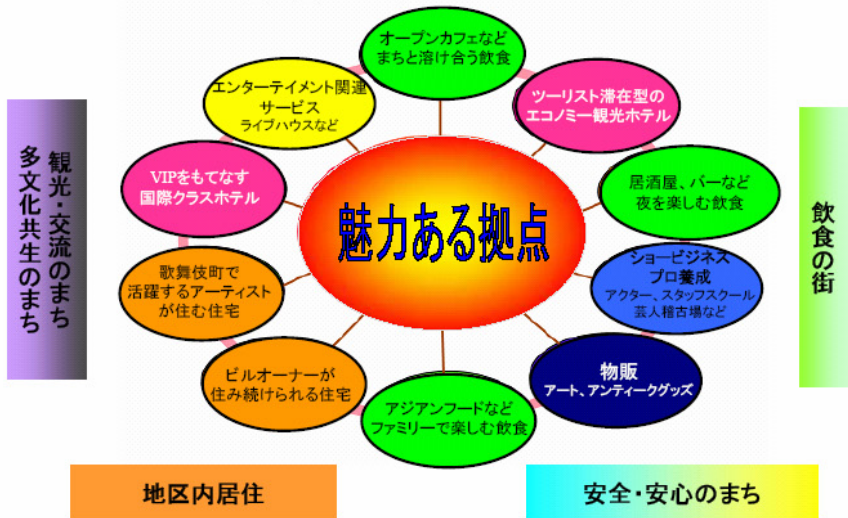 オープンカフェなど
まちと溶け合う飲食
エンターテイメント関連
サービス
ライブハウスなど
ツーリスト滞在型の
エコノミー観光ホテル
VIPをもてなす
国際クラスホテル
居酒屋、バーなど
夜を楽しむ飲食
魅力ある拠点
歌舞伎町で
活躍するアーティスト
が住む住宅
ショービジネス
プロ養成
アクター、スタッフスクール
芸人稽古場など
ビルオーナーが
住み続けられる住宅
物販
アート、アンティークグッズ
アジアンフードなど
ファミリーで楽しむ飲食
観光・交流のまち
多文化共生のまち
飲食の街
地区内居住
安全・安心のまち